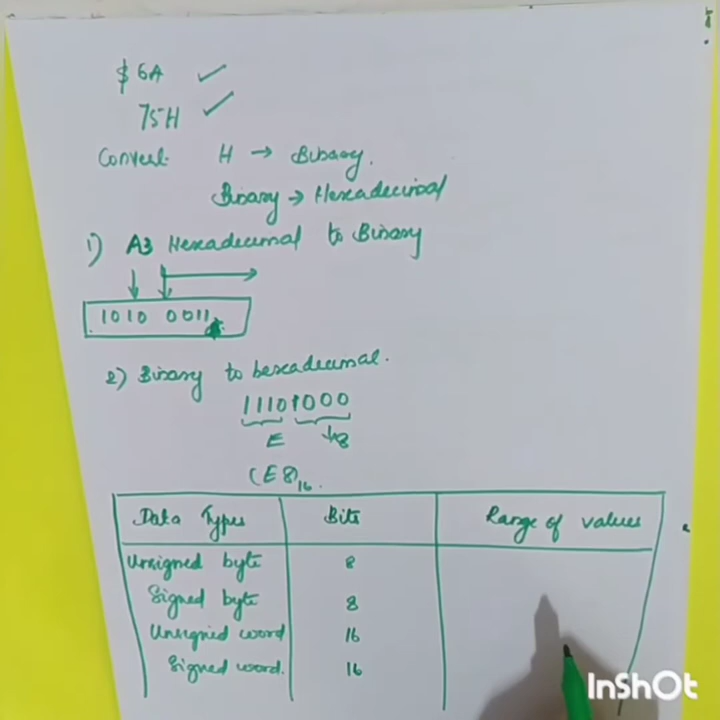 $6A
75H
Convert H → Binary.
Binary → Hexadecimal
1) A3 Hexadecimal to Binary
1010 0011
2) Binary to hexadecimal.
11101000
E 8
(E8)16.
Data Types Bits Range of values
Unsigned byte 8
Signed byte 8
Unsigned word 16
Signed word. 16
InShOt